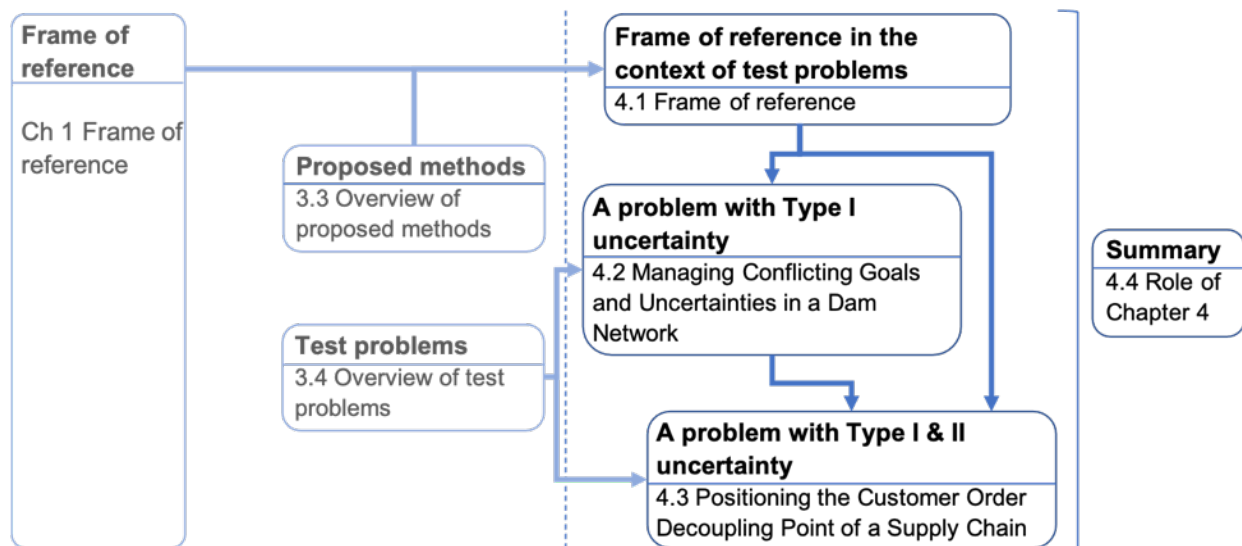 Frame of
reference
Ch 1 Frame of
reference
Proposed methods
3.3 Overview of
proposed methods
Test problems
3.4 Overview of test
problems
Frame of reference in the
context of test problems
4.1 Frame of reference
A problem with Type I
uncertainty
4.2 Managing Conflicting Goals
and Uncertainties in a Dam
Network
A problem with Type I & II
uncertainty
4.3 Positioning the Customer Order
Decoupling Point of a Supply Chain
Summary
4.4 Role of
Chapter 4